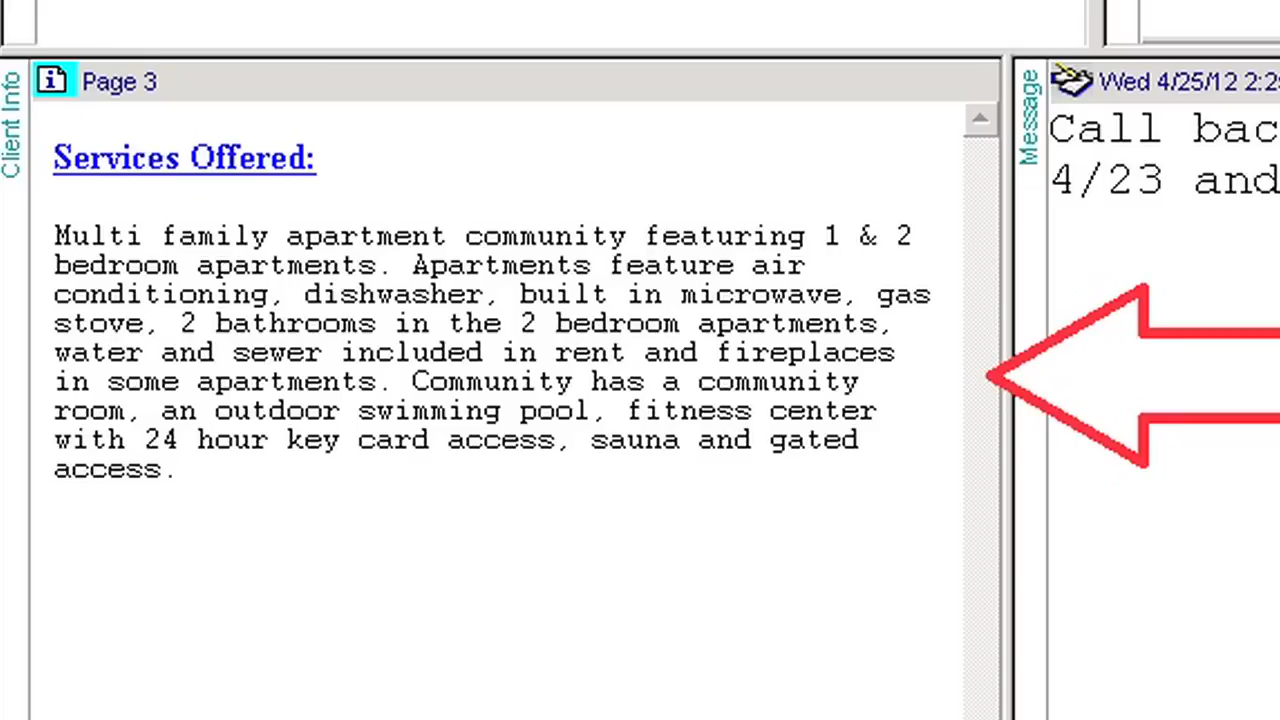 Client Info
Page 3
Services Offered:
Multi family apartment community featuring 1 & 2
bedroom apartments. Apartments feature air
conditioning, dishwasher, built in microwave, gas
stove, 2 bathrooms in the 2 bedroom apartments,
water and sewer included in rent and fireplaces
in some apartments. Community has a community
room, an outdoor swimming pool, fitness center
with 24 hour key card access, sauna and gated
access.
Message
Wed 4/25/12
Call
4/23 and